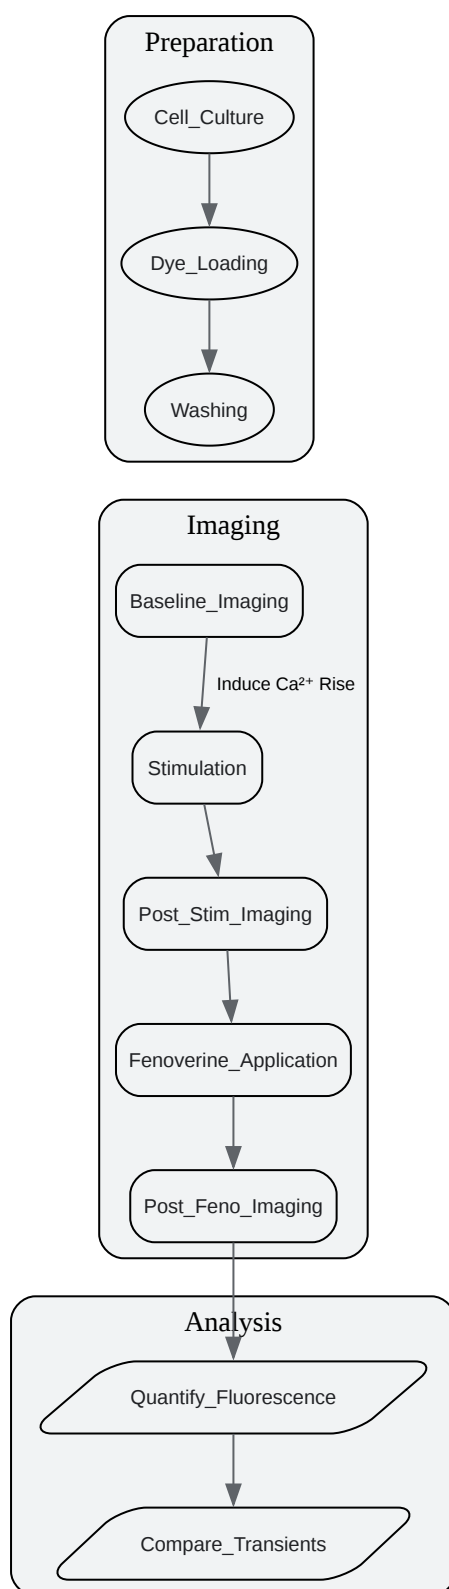 Preparation
Cell_Culture
Dye_Loading
Washing
Imaging
Baseline_Imaging
Induce Ca²⁺ Rise
Stimulation
Post_Stim_Imaging
Fenoverine_Application
Post_Feno_Imaging
Analysis
Quantify_Fluorescence
Compare_Transients